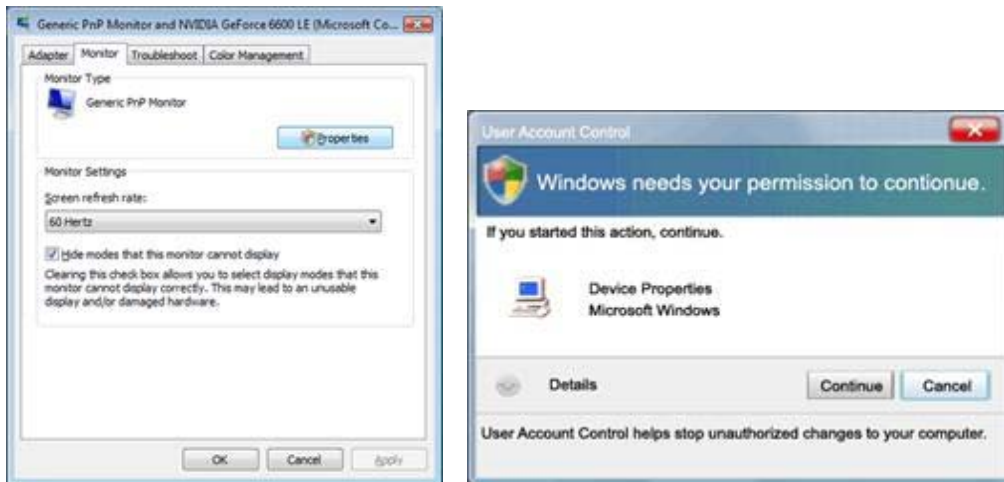 Generic PnP Monitor and NVIDIA GeForce 6600 LE (Microsoft Co...
Adapter Monitor Troubleshoot Color Management
Monitor Type
Generic PnP Monitor
Properties
Monitor Settings
Screen refresh rate:
60 Hertz
Hide modes that this monitor cannot display
Clearing this check box allows you to select display modes that this
monitor cannot display correctly. This may lead to an unusable
display and/or damaged hardware.
OK Cancel Apply
User Account Control
Windows needs your permission to contionue.
If you started this action, continue.
Device Properties
Microsoft Windows
Details Continue Cancel
User Account Control helps stop unauthorized changes to your computer.